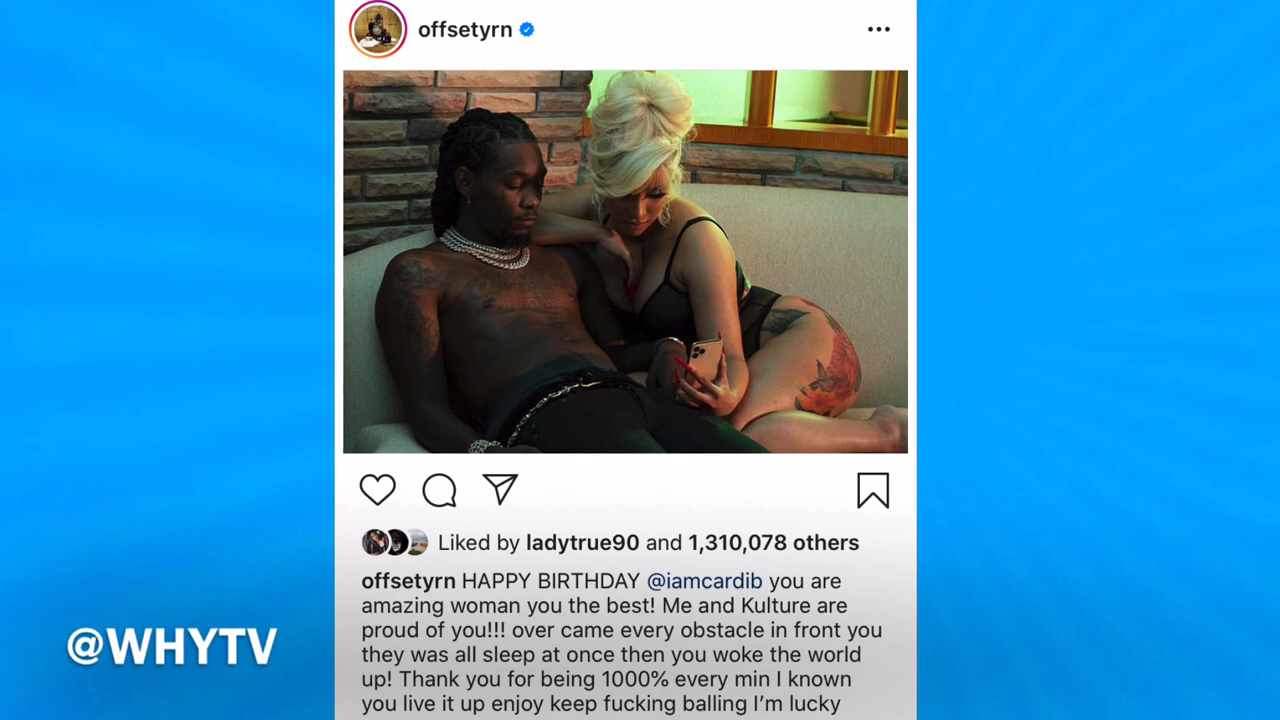 offsetyrn
Liked by ladytrue90 and 1,310,078 others
offsetyrn HAPPY BIRTHDAY @iamcardib you are
amazing woman you the best! Me and Kulture are
proud of you!!! over came every obstacle in front you
they was all sleep at once then you woke the world
up! Thank you for being 1000% every min I known
you live it up enjoy keep fucking balling I’m lucky
@WHYTV